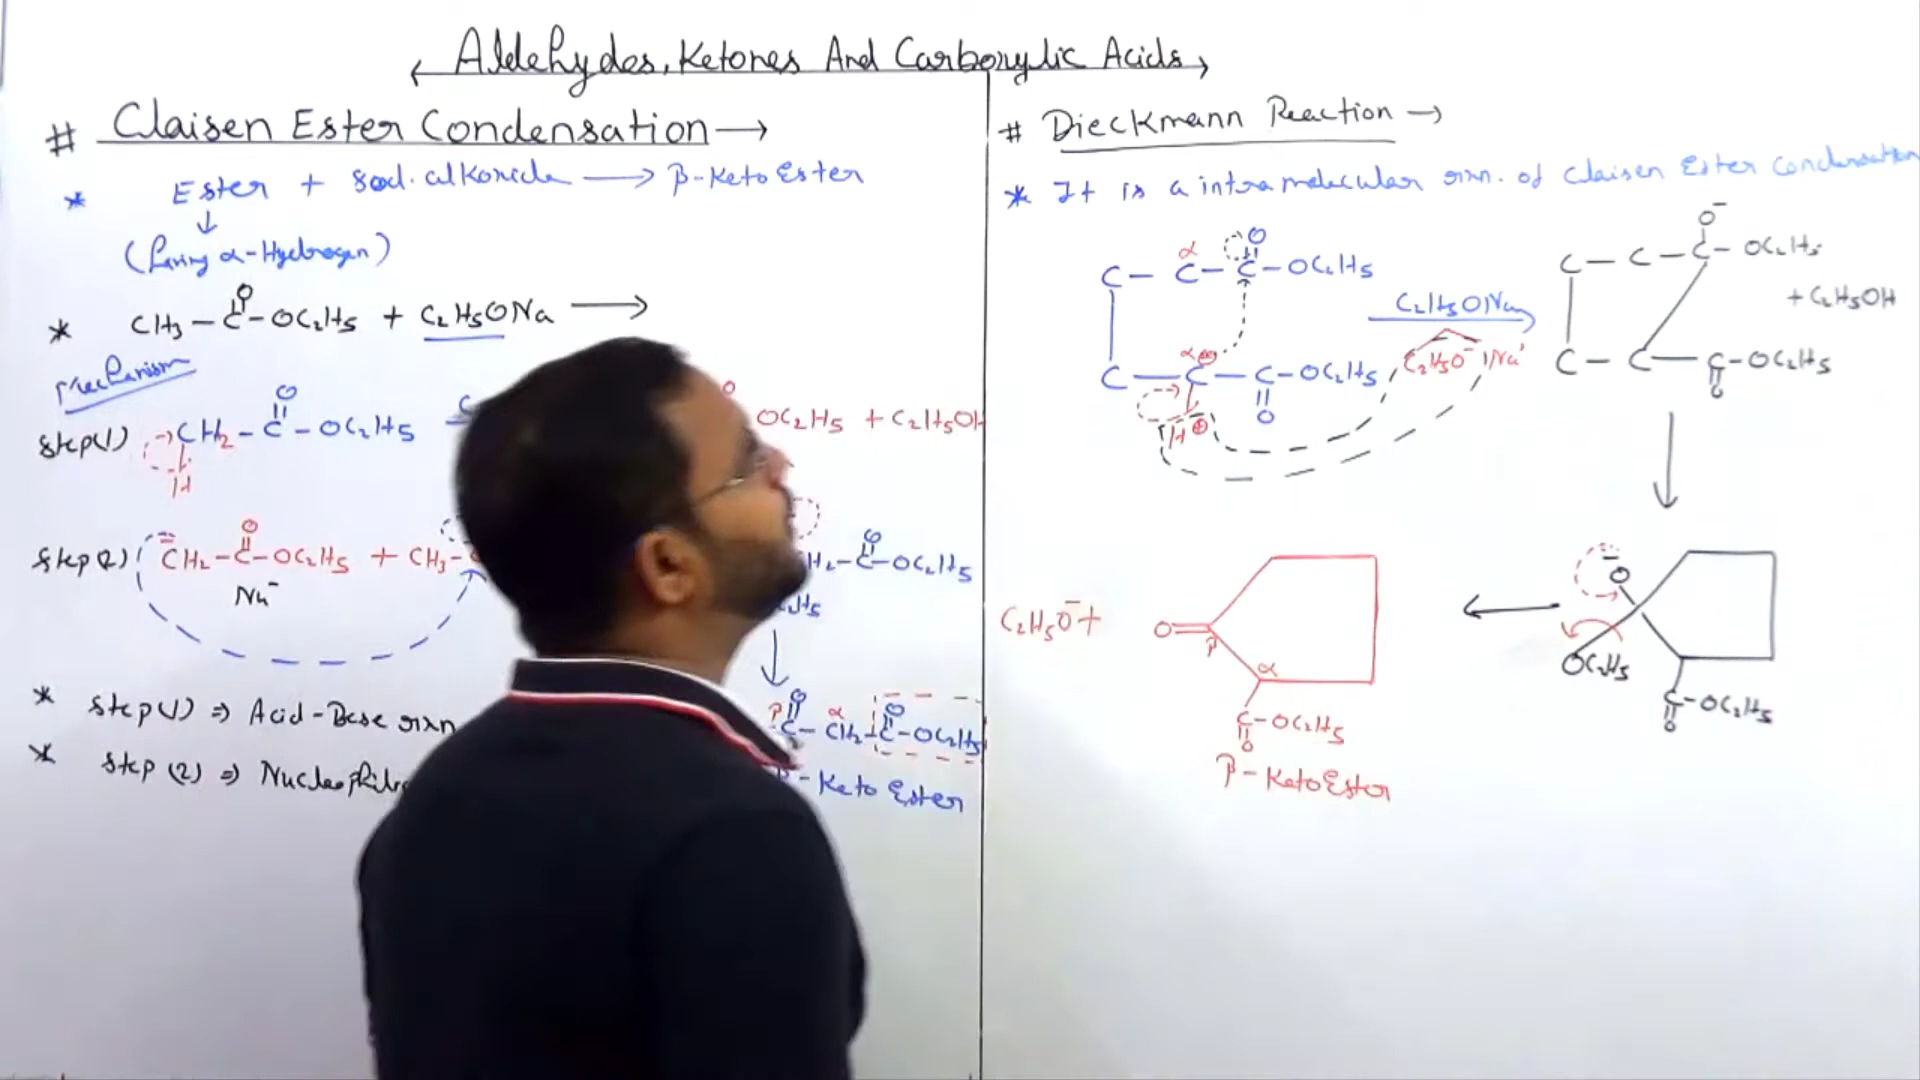 Aldehydes, Ketones And Carboxylic Acids
# Claisen Ester Condensation →
* Ester + Sod. alkoxide → β-Keto Ester
↓
(having α-Hydrogen)
* CH3 - C - OC2H5 + C2H5ONa →
O
Mechanism
O
Step(1) CH2 - C - OC2H5
H
OC2H5 + C2H5OH
O
Step(2) CH2 - C - OC2H5 + CH3 -
Na-
H2 - C - OC2H5
O
* Step(1) ⇒ Acid-Base rxn
* Step (2) ⇒
O O
β C - α CH2 - C - OC2H5
β - Keto Ester
# Dieckmann Reaction →
* It is a intramolecular rxn. of Claisen Ester Condensation
O
C - C - C - OC2H5
α
C - C - C - OC2H5
α ⊖
O
H ⊕
C2H5ONa
C2H5O- Na+
O-
C - C - C - OC2H5
+ C2H5OH
C - C - C - OC2H5
O
-O
OC2H5
C - OC2H5
O
C2H5O- +
O
β
α
C - OC2H5
O
β - Keto Ester